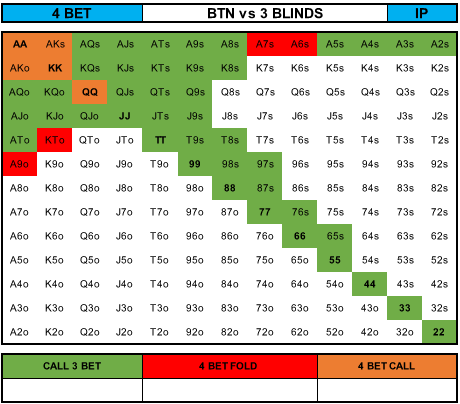 4 BET BTN vs 3 BLINDS IP
AA AKs AQs AJs ATs A9s A8s A7s A6s A5s A4s A3s A2s
AKo KK KQs KJs KTs K9s K8s K7s K6s K5s K4s K3s K2s
AQo KQo QQ QJs QTs Q9s Q8s Q7s Q6s Q5s Q4s Q3s Q2s
AJo KJo QJo JJ JTs J9s J8s J7s J6s J5s J4s J3s J2s
ATo KTo QTo JTo TT T9s T8s T7s T6s T5s T4s T3s T2s
A9o K9o Q9o J9o T9o 99 98s 97s 96s 95s 94s 93s 92s
A8o K8o Q8o J8o T8o 98o 88 87s 86s 85s 84s 83s 82s
A7o K7o Q7o J7o T7o 97o 87o 77 76s 75s 74s 73s 72s
A6o K6o Q6o J6o T6o 96o 86o 76o 66 65s 64s 63s 62s
A5o K5o Q5o J5o T5o 95o 85o 75o 65o 55 54s 53s 52s
A4o K4o Q4o J4o T4o 94o 84o 74o 64o 54o 44 43s 42s
A3o K3o Q3o J3o T3o 93o 83o 73o 63o 53o 43o 33 32s
A2o K2o Q2o J2o T2o 92o 82o 72o 62o 52o 42o 32o 22
CALL 3 BET 4 BET FOLD 4 BET CALL